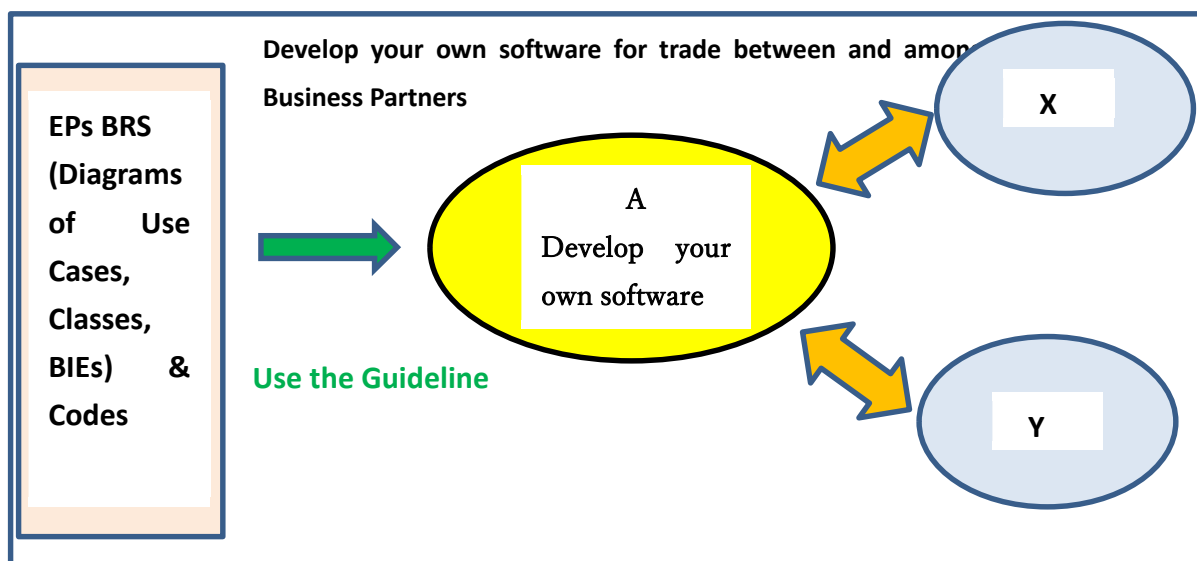 Develop your own software for trade between and
Business Partners
EPs BRS
(Diagrams
of Use
Cases,
Classes,
BIEs) &
Codes
A
Develop your
own software
Use the Guideline
X
Y